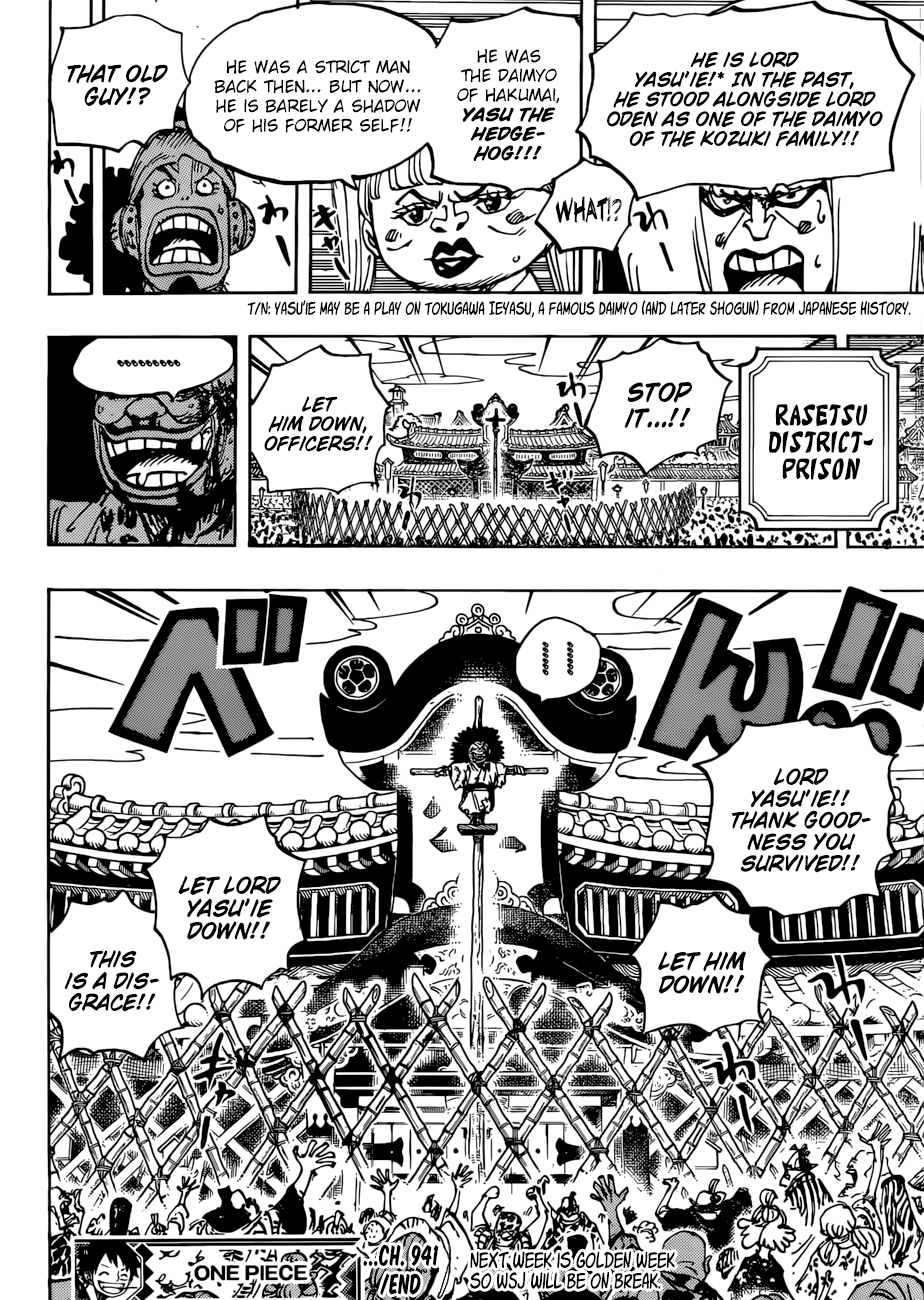 HE IS LORD
YASU'IE!* IN THE PAST,
HE STOOD ALONGSIDE LORD
ODEN AS ONE OF THE DAIMYO
OF THE KOZUKI FAMILY!!
WHAT!?
HE WAS
THE DAIMYO
OF HAKUMAI,
YASU THE
HEDGE-
HOG!!!
HE WAS A STRICT MAN
BACK THEN... BUT NOW...
HE IS BARELY A SHADOW
OF HIS FORMER SELF!!
THAT OLD
GUY!?
T/N: YASU'IE MAY BE A PLAY ON TOKUGAWA IEYASU, A FAMOUS DAIMYO (AND LATER SHOGUN) FROM JAPANESE HISTORY.
RASETSU
DISTRICT-
PRISON
STOP
IT...!!
LET
HIM DOWN,
OFFICERS!!
..........
べべんっ
LORD
YASU'IE!!
THANK GOOD-
NESS YOU
SURVIVED!!
LET HIM
DOWN!!
LET LORD
YASU'IE
DOWN!!
THIS
IS A DIS-
GRACE!!
ONE PIECE
...CH. 941
/END
NEXT WEEK IS GOLDEN WEEK
SO WSJ WILL BE ON BREAK.